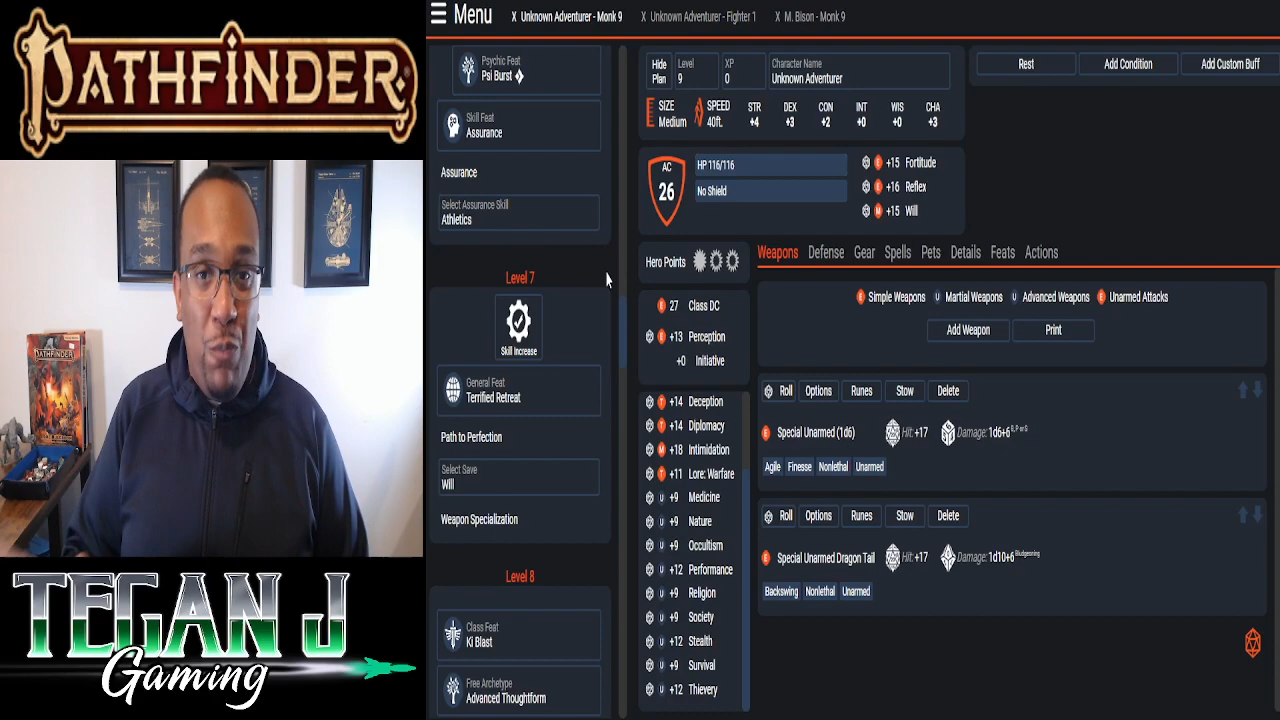 PATHFINDER
PATHFINDER
TEGAN J
Gaming
Menu
X Unknown Adventurer - Monk 9
X Unknown Adventurer - Fighter 1
X M. Bison - Monk 9
Psychic Feat
Psi Burst
Skill Feat
Assurance
Assurance
Select Assurance Skill
Athletics
Level 7
Skill Increase
General Feat
Terrified Retreat
Path to Perfection
Select Save
Will
Weapon Specialization
Level 8
Class Feat
Ki Blast
Free Archetype
Advanced Thoughtform
Hide Plan
Level
9
XP
0
Character Name
Unknown Adventurer
SIZE
Medium
SPEED
40ft.
STR
+4
DEX
+3
CON
+2
INT
+0
WIS
+0
CHA
+3
AC
26
HP 116/116
No Shield
E +15 Fortitude
E +16 Reflex
M +15 Will
Rest
Add Condition
Add Custom Buff
Hero Points
E 27 Class DC
E +13 Perception
+0 Initiative
T +14 Deception
T +14 Diplomacy
M +18 Intimidation
T +11 Lore: Warfare
U +9 Medicine
U +9 Nature
U +9 Occultism
U +12 Performance
U +9 Religion
U +9 Society
U +12 Stealth
U +9 Survival
U +12 Thievery
Weapons Defense Gear Spells Pets Details Feats Actions
E Simple Weapons U Martial Weapons U Advanced Weapons E Unarmed Attacks
Add Weapon
Print
Roll Options Runes Stow Delete
E Special Unarmed (1d6) Hit: +17 Damage: 1d6+6 B,P or S
Agile Finesse Nonlethal Unarmed
Roll Options Runes Stow Delete
E Special Unarmed Dragon Tail Hit: +17 Damage: 1d10+6 Bludgeoning
Backswing Nonlethal Unarmed